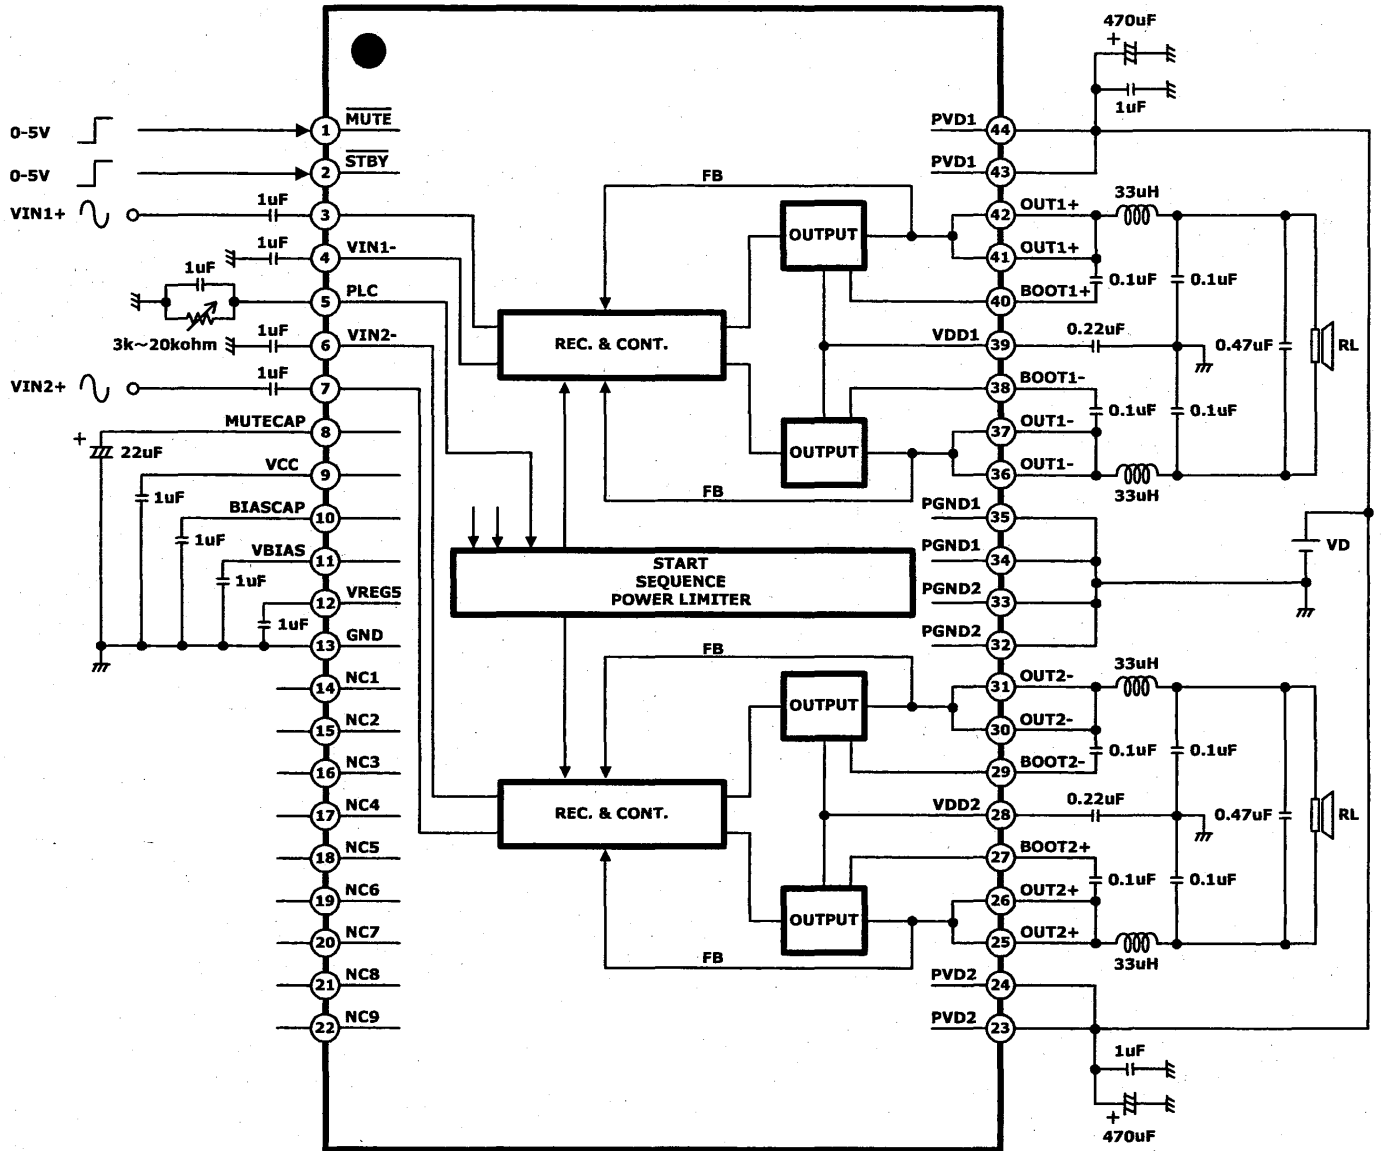 470uF
+
1uF
0-5V
1
MUTE
PVD1
44
0-5V
2
STBY
PVD1
43
FB
33uH
VIN1+
1uF
3
OUTPUT
42
OUT1+
1uF
4
VIN1-
41
OUT1+
0.1uF
0.1uF
1uF
5
PLC
40
BOOT1+
3k~20kohm
1uF
6
VIN2-
REC. & CONT.
VDD1
39
0.22uF
0.47uF
RL
VIN2+
1uF
7
38
BOOT1-
0.1uF
0.1uF
MUTECAP
8
OUTPUT
37
OUT1-
+
22uF
VCC
9
36
OUT1-
33uH
1uF
FB
BIASCAP
10
PGND1
35
1uF
VBIAS
11
START
SEQUENCE
POWER LIMITER
PGND1
34
VD
1uF
12
VREG5
PGND2
33
1uF
13
GND
PGND2
32
FB
33uH
14
NC1
OUTPUT
31
OUT2-
15
NC2
30
OUT2-
0.1uF
0.1uF
16
NC3
29
BOOT2-
17
NC4
REC. & CONT.
VDD2
28
0.22uF
0.47uF
RL
18
NC5
27
BOOT2+
0.1uF
0.1uF
19
NC6
OUTPUT
26
OUT2+
20
NC7
25
OUT2+
33uH
FB
21
NC8
PVD2
24
22
NC9
PVD2
23
1uF
+
470uF